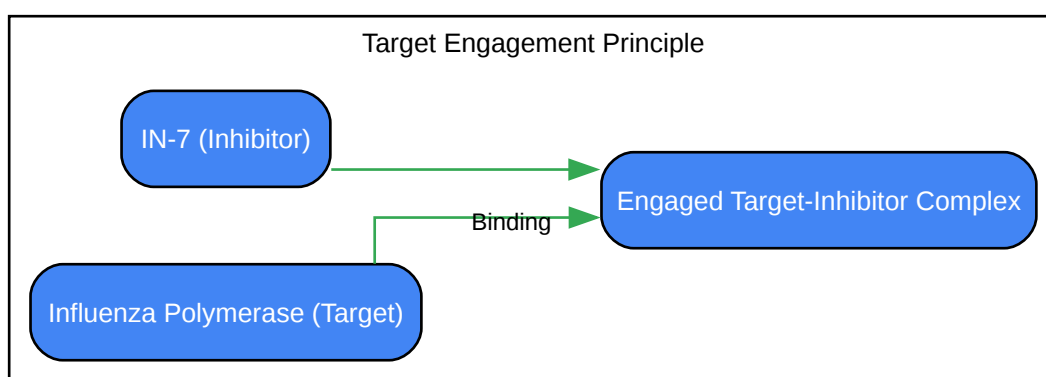 Target Engagement Principle
IN-7 (Inhibitor)
Engaged Target-Inhibitor Complex
Binding
Influenza Polymerase (Target)